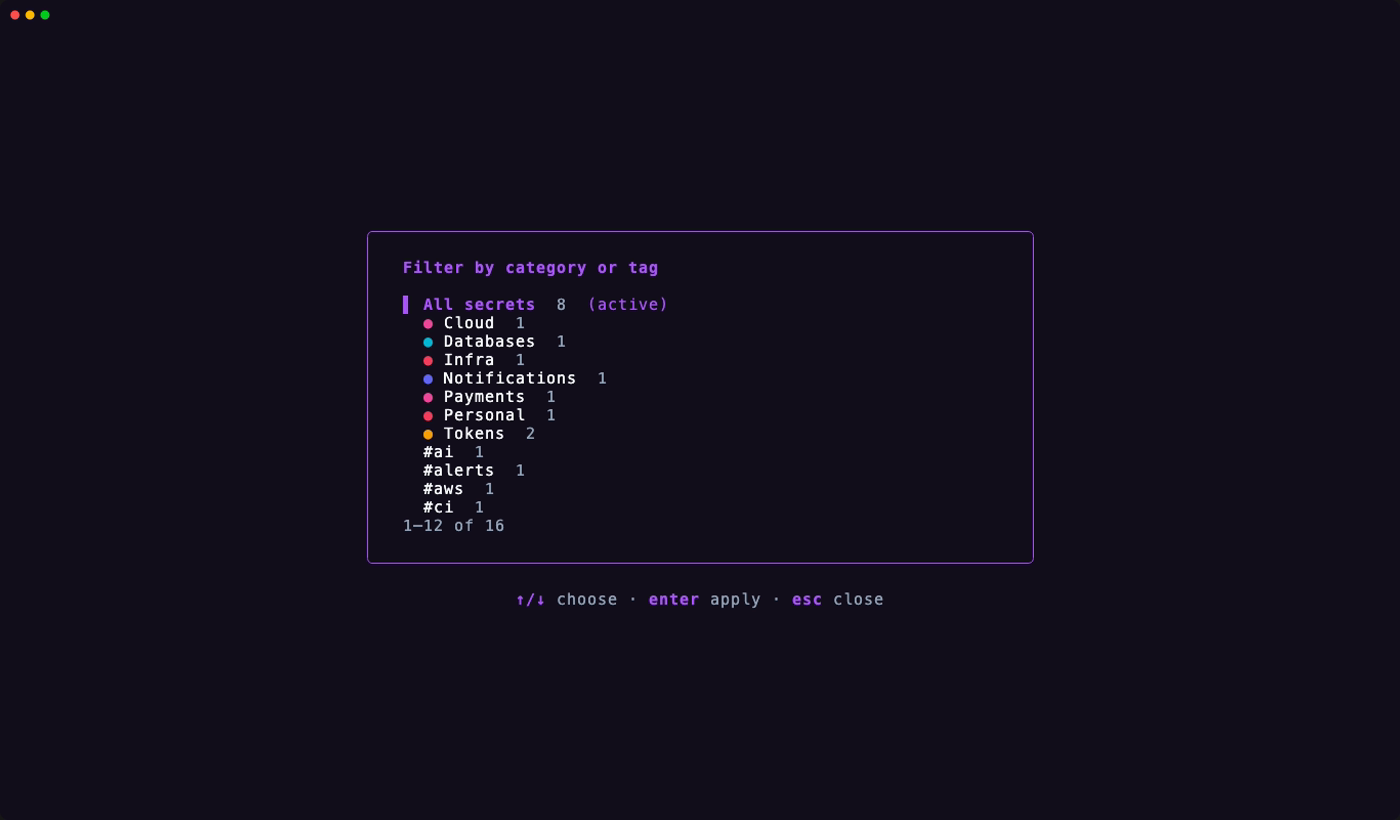 Filter by category or tag
All secrets 8 (active)
Cloud 1
Databases 1
Infra 1
Notifications 1
Payments 1
Personal 1
Tokens 2
#ai 1
#alerts 1
#aws 1
#ci 1
1–12 of 16
↑/↓ choose · enter apply · esc close